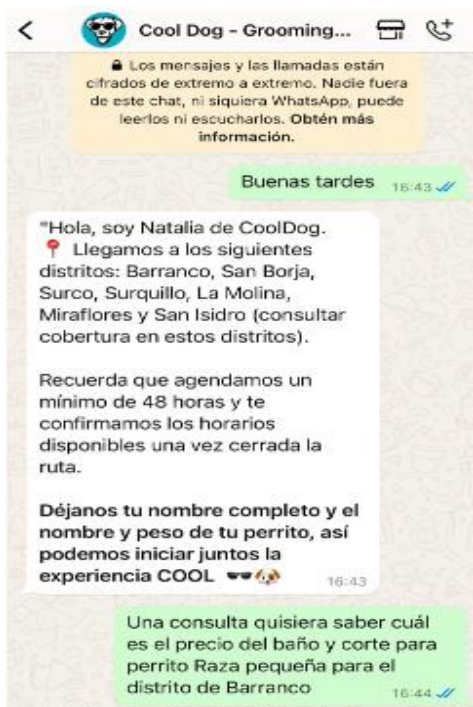 Cool Dog - Grooming...
🔒 Los mensajes y las llamadas están
cifrados de extremo a extremo. Nadie fuera
de este chat, ni siquiera WhatsApp, puede
leerlos ni escucharlos. Obtén más
información.
Buenas tardes 16:43
"Hola, soy Natalia de CoolDog.
📍 Llegamos a los siguientes
distritos: Barranco, San Borja,
Surco, Surquillo, La Molina,
Miraflores y San Isidro (consultar
cobertura en estos distritos).
Recuerda que agendamos un
mínimo de 48 horas y te
confirmamos los horarios
disponibles una vez cerrada la
ruta.
Déjanos tu nombre completo y el
nombre y peso de tu perrito, así
podemos iniciar juntos la
experiencia COOL 🕶️🐶 16:43
Una consulta quisiera saber cuál
es el precio del baño y corte para
perrito Raza pequeña para el
distrito de Barranco 16:44